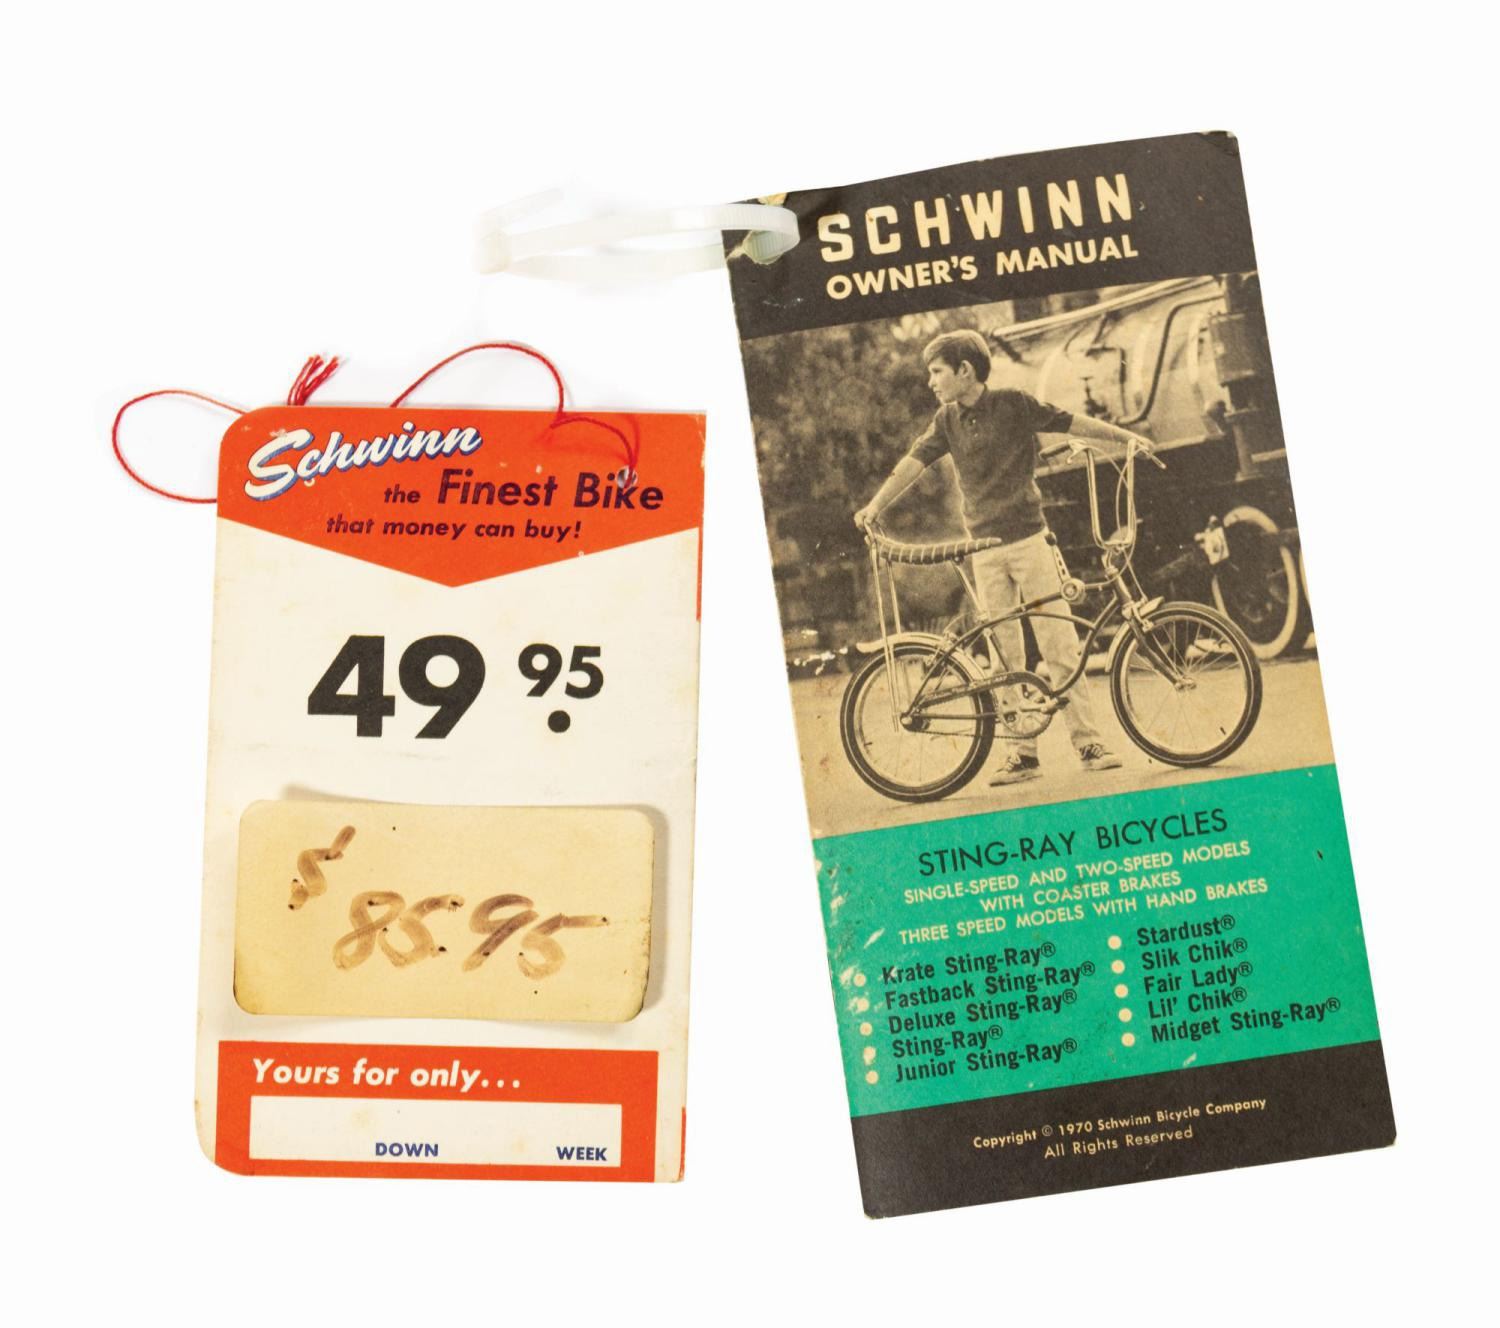 Schwinn
the Finest Bike
that money can buy!
49.95
$ 85.95
Yours for only...
DOWN WEEK
SCHWINN
OWNER'S MANUAL
STING-RAY BICYCLES
SINGLE-SPEED AND TWO-SPEED MODELS
WITH COASTER BRAKES
THREE SPEED MODELS WITH HAND BRAKES
• Krate Sting-Ray®
• Fastback Sting-Ray®
• Deluxe Sting-Ray®
• Sting-Ray®
• Junior Sting-Ray®
• Stardust®
• Slik Chik®
• Fair Lady®
• Lil' Chik®
• Midget Sting-Ray®
Copyright © 1970 Schwinn Bicycle Company
All Rights Reserved